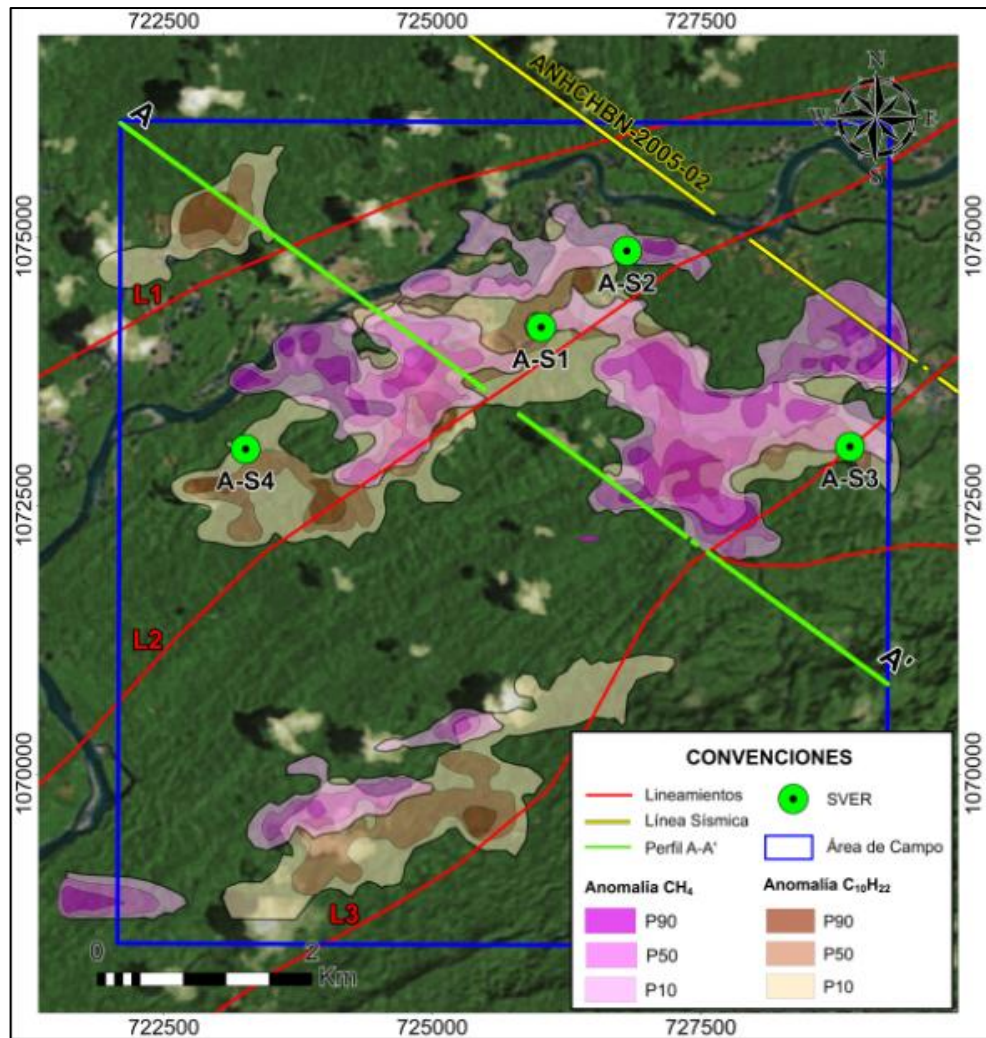 722500 725000 727500
N
W E
S
A
ANHCHBN-2005-02
1075000 1075000
L1
A-S2
A-S1
A-S4
A-S3
1072500 1072500
L2
A'
1070000 1070000
L3
0 2
Km
CONVENCIONES
Lineamientos
Línea Sísmica
Perfil A-A'
SVER
Área de Campo
Anomalia CH₄
P90
P50
P10
Anomalía C₁₀H₂₂
P90
P50
P10
722500 725000 727500